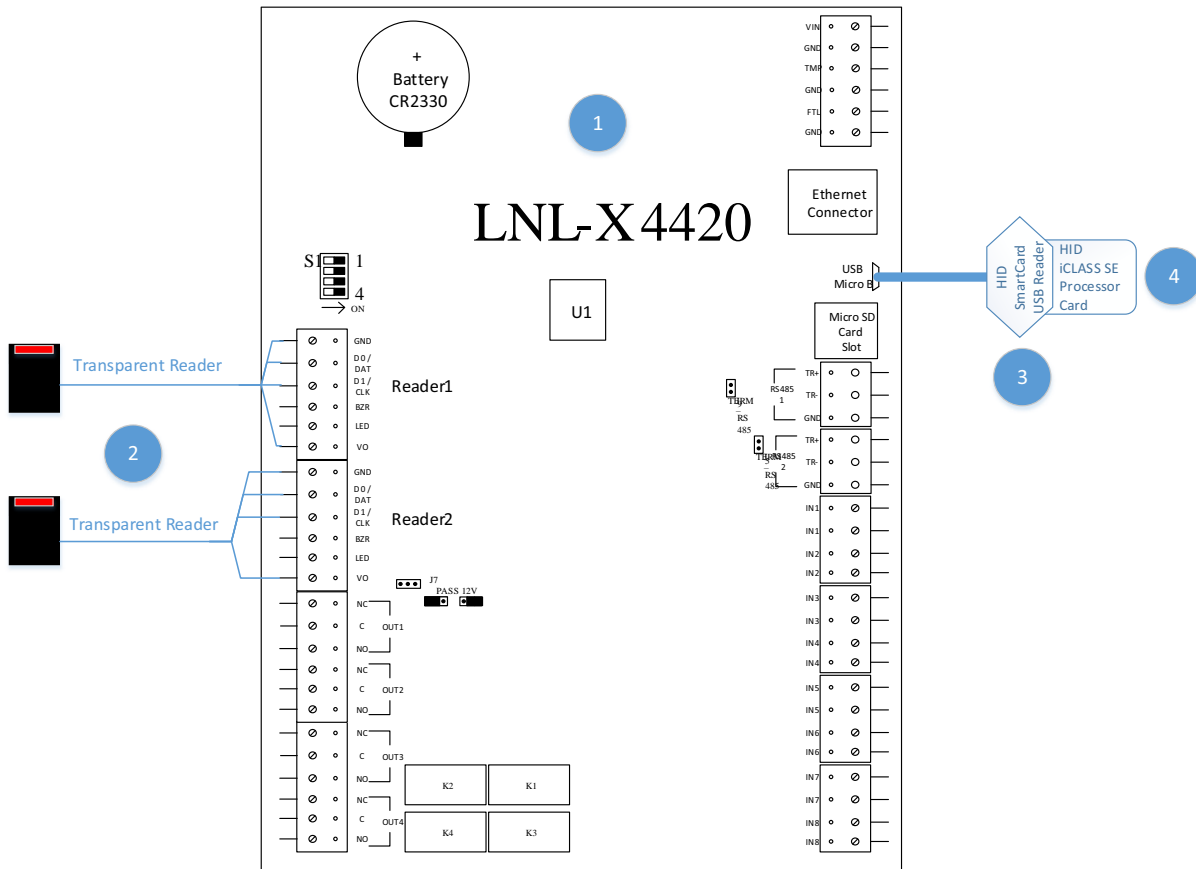 +
Battery
CR2330
1
LNL-X4420
VIN
GND
TMP
GND
FTL
GND
Ethernet
Connector
USB
Micro B
HID
SmartCard
USB Reader
HID
iCLASS SE
Processor
Card
4
3
S1
1
4
ON
U1
Micro SD
Card
Slot
Transparent Reader
2
Transparent Reader
GND
D0/
DAT
D1/
CLK
BZR
LED
VO
Reader1
GND
D0/
DAT
D1/
CLK
BZR
LED
VO
Reader2
TR+
TR-
GND
RS485
1
TERM
RS
485
TR+
TR-
GND
RS485
2
TERM
RS
485
J7
PASS 12V
NC
C
NO
OUT1
NC
C
NO
OUT2
NC
C
NO
OUT3
NC
C
NO
OUT4
K2
K1
K4
K3
IN1
IN1
IN2
IN2
IN3
IN3
IN4
IN4
IN5
IN5
IN6
IN6
IN7
IN7
IN8
IN8